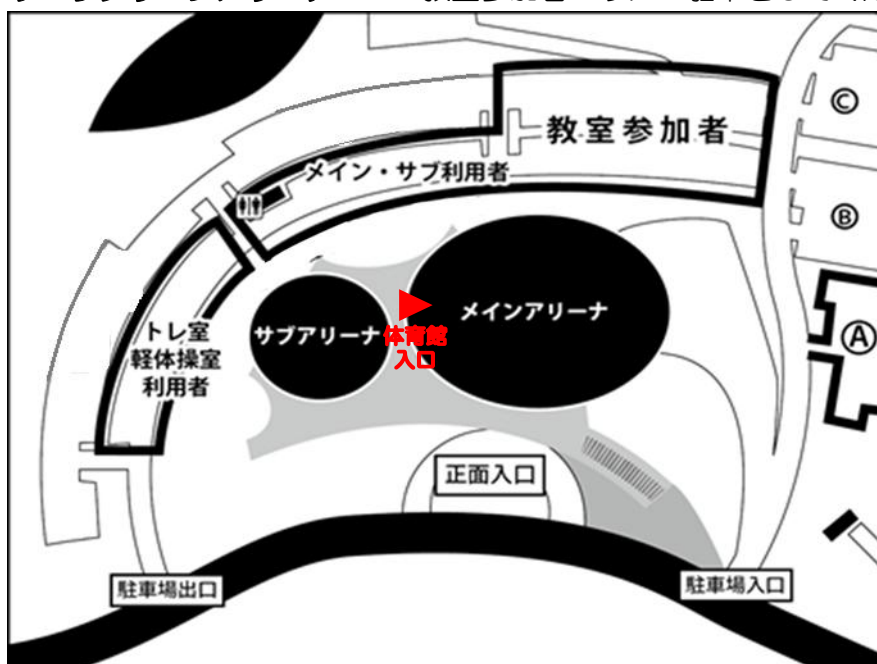 Ⓒ
教室参加者
メイン・サブ利用者
Ⓑ
メインアリーナ
サブアリーナ
体育館
入口
トレ室
軽体操室
利用者
Ⓐ
正面入口
駐車場出口
駐車場入口